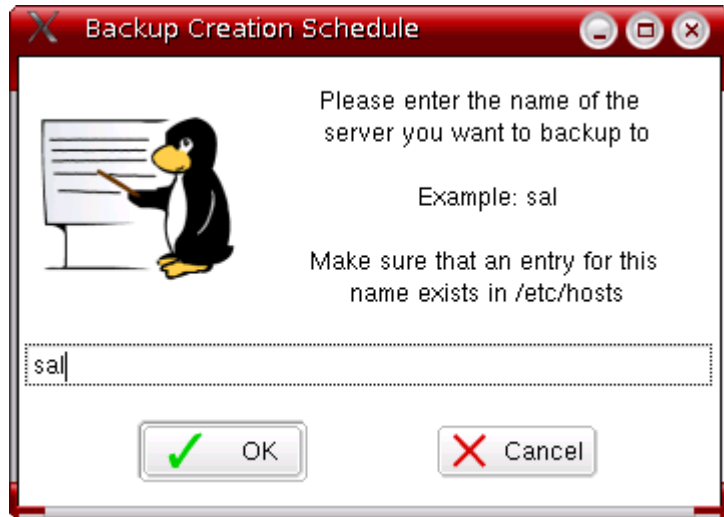 Backup Creation Schedule
Please enter the name of the
server you want to backup to
Example: sal
Make sure that an entry for this
name exists in /etc/hosts
sal
OK
Cancel